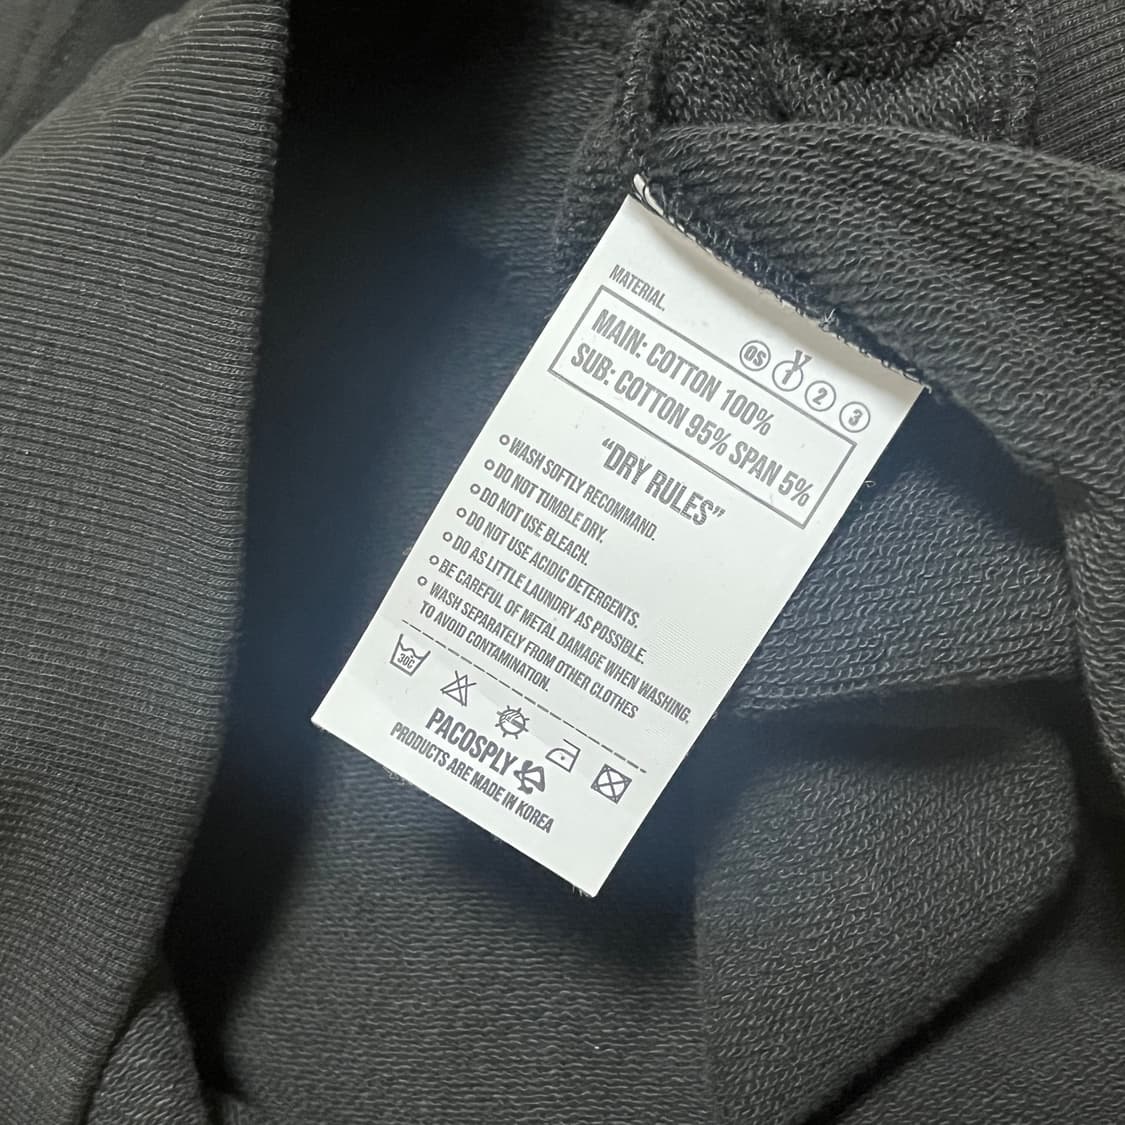 MATERIAL.
OS 1 2 3
MAIN: COTTON 100%
SUB: COTTON 95% SPAN 5%
“DRY RULES”
WASH SOFTLY RECOMMAND.
DO NOT TUMBLE DRY.
DO NOT USE BLEACH.
DO NOT USE ACIDIC DETERGENTS.
DO AS LITTLE LAUNDRY AS POSSIBLE.
BE CAREFUL OF METAL DAMAGE WHEN WASHING.
WASH SEPARATELY FROM OTHER CLOTHES
TO AVOID CONTAMINATION.
30C
PACOSPLY
PRODUCTS ARE MADE IN KOREA